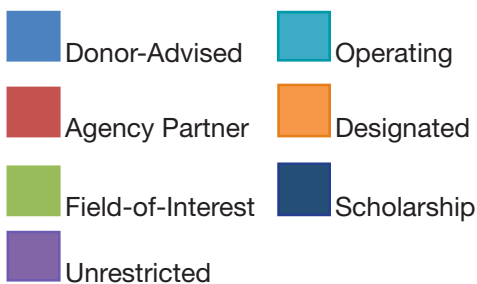 Donor-Advised
Operating
Agency Partner
Designated
Field-of-Interest
Scholarship
Unrestricted